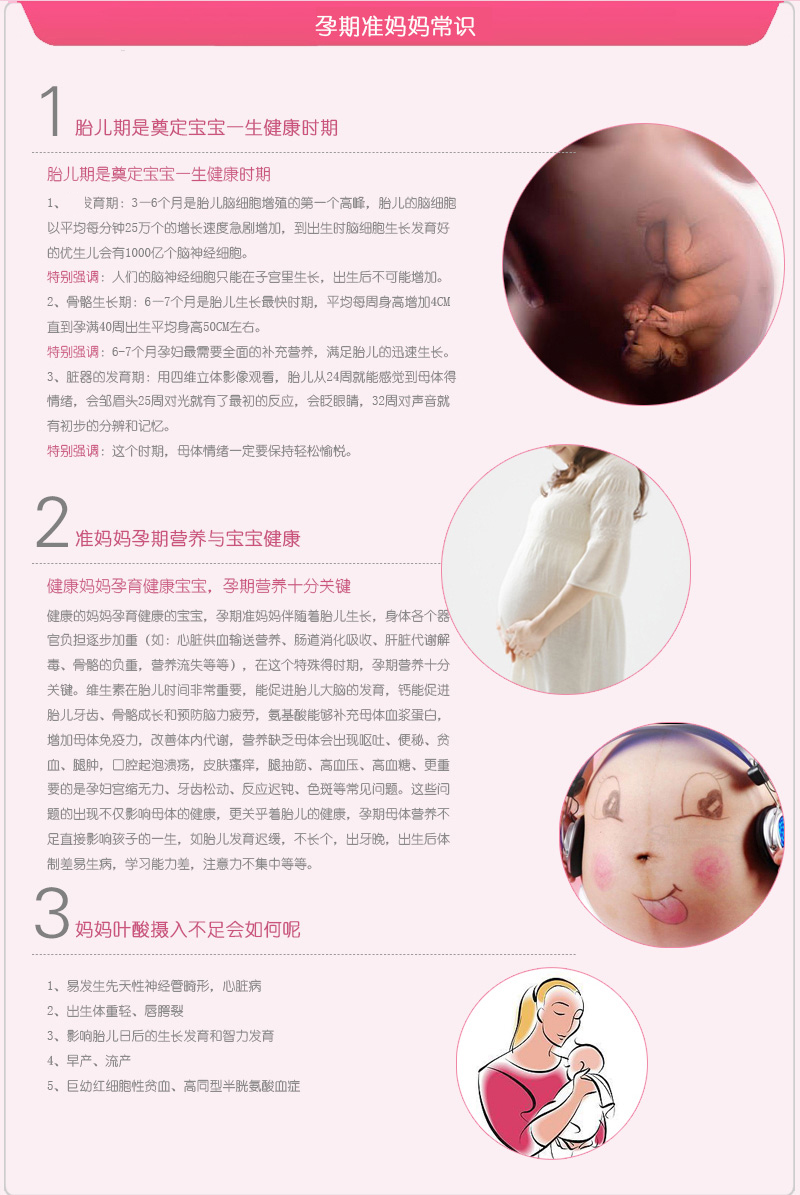 孕期准妈妈常识
1 胎儿期是奠定宝宝一生健康时期
胎儿期是奠定宝宝一生健康时期
1、 发育期：3—6个月是胎儿脑细胞增殖的第一个高峰，胎儿的脑细胞
以平均每分钟25万个的增长速度急剧增加，到出生时脑细胞生长发育好
的优生儿会有1000亿个脑神经细胞。
特别强调：人们的脑神经细胞只能在子宫里生长，出生后不可能增加。
2、骨骼生长期：6—7个月是胎儿生长最快时期，平均每周身高增加4CM
直到孕满40周出生平均身高50CM左右。
特别强调：6-7个月孕妇最需要全面的补充营养，满足胎儿的迅速生长。
3、脏器的发育期：用四维立体影像观看，胎儿从24周就能感觉到母体得
情绪，会邹眉头25周对光就有了最初的反应，会眨眼睛，32周对声音就
有初步的分辨和记忆。
特别强调：这个时期，母体情绪一定要保持轻松愉悦。
2 准妈妈孕期营养与宝宝健康
健康妈妈孕育健康宝宝，孕期营养十分关键
健康的妈妈孕育健康的宝宝，孕期准妈妈伴随着胎儿生长，身体各个器
官负担逐步加重（如：心脏供血输送营养、肠道消化吸收、肝脏代谢解
毒、骨骼的负重，营养流失等等），在这个特殊得时期，孕期营养十分
关键。维生素在胎儿时间非常重要，能促进胎儿大脑的发育，钙能促进
胎儿牙齿、骨骼成长和预防脑力疲劳，氨基酸能够补充母体血浆蛋白，
增加母体免疫力，改善体内代谢，营养缺乏母体会出现呕吐、便秘、贫
血、腿肿，口腔起泡溃疡，皮肤瘙痒，腿抽筋、高血压、高血糖、更重
要的是孕妇宫缩无力、牙齿松动、反应迟钝、色斑等常见问题。这些问
题的出现不仅影响母体的健康，更关乎着胎儿的健康，孕期母体营养不
足直接影响孩子的一生，如胎儿发育迟缓，不长个，出牙晚，出生后体
制差易生病，学习能力差，注意力不集中等等。
3 妈妈叶酸摄入不足会如何呢
1、易发生先天性神经管畸形，心脏病
2、出生体重轻、唇腭裂
3、影响胎儿日后的生长发育和智力发育
4、早产、流产
5、巨幼红细胞性贫血、高同型半胱氨酸血症